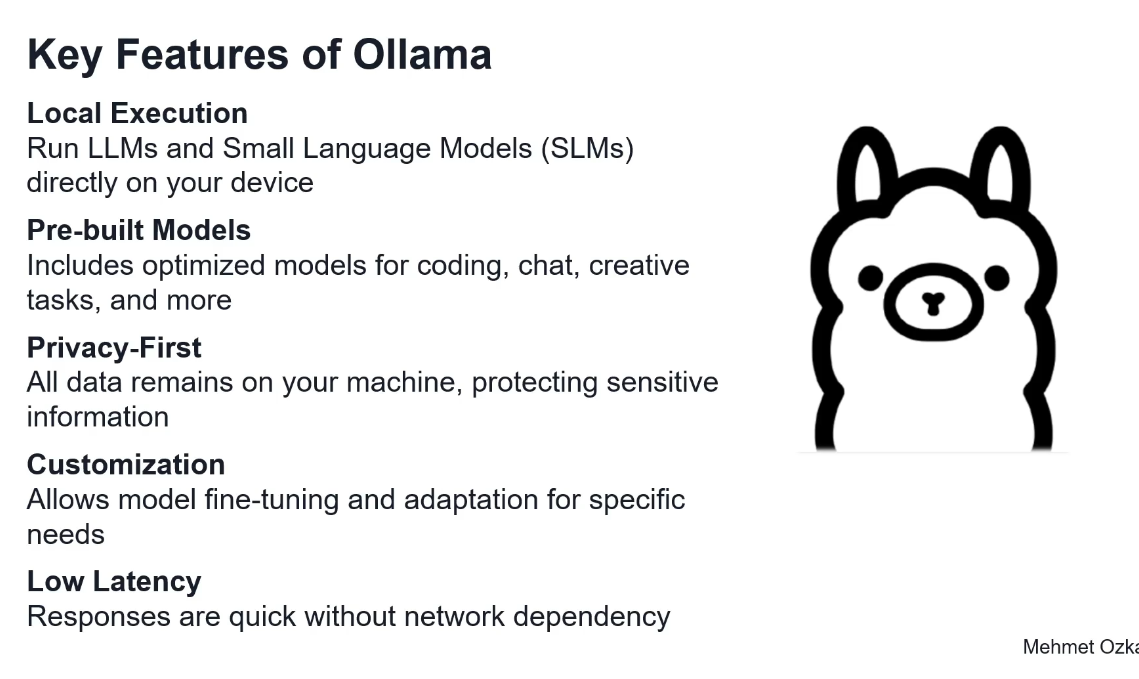 Key Features of Ollama
Local Execution
Run LLMs and Small Language Models (SLMs)
directly on your device
Pre-built Models
Includes optimized models for coding, chat, creative
tasks, and more
Privacy-First
All data remains on your machine, protecting sensitive
information
Customization
Allows model fine-tuning and adaptation for specific
needs
Low Latency
Responses are quick without network dependency
Mehmet